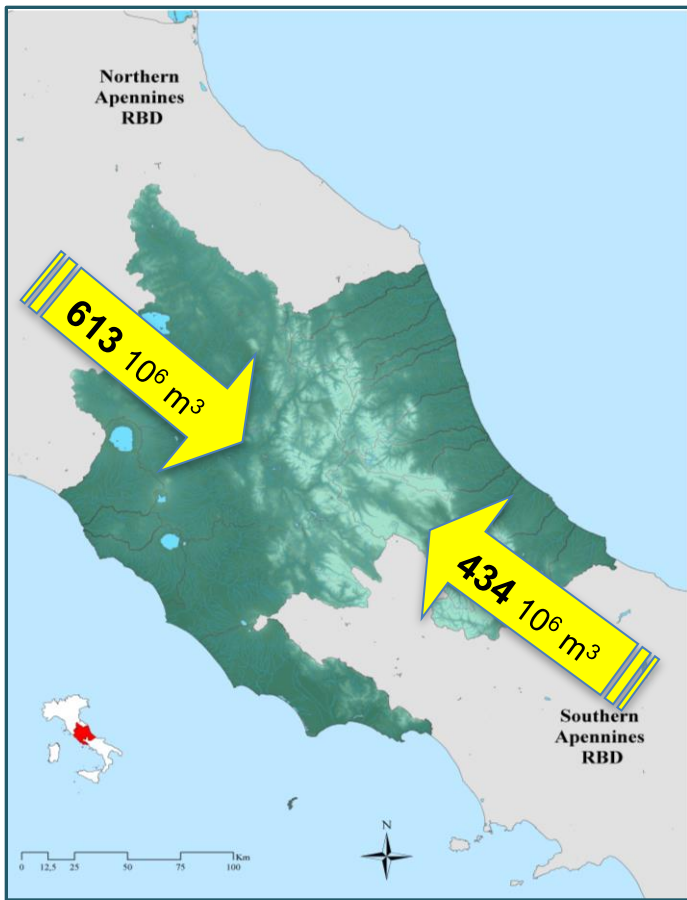 Northern
Apennines
RBD
613 10⁶ m³
434 10⁶ m³
Southern
Apennines
RBD
N
Km
0 12,5 25 50 75 100